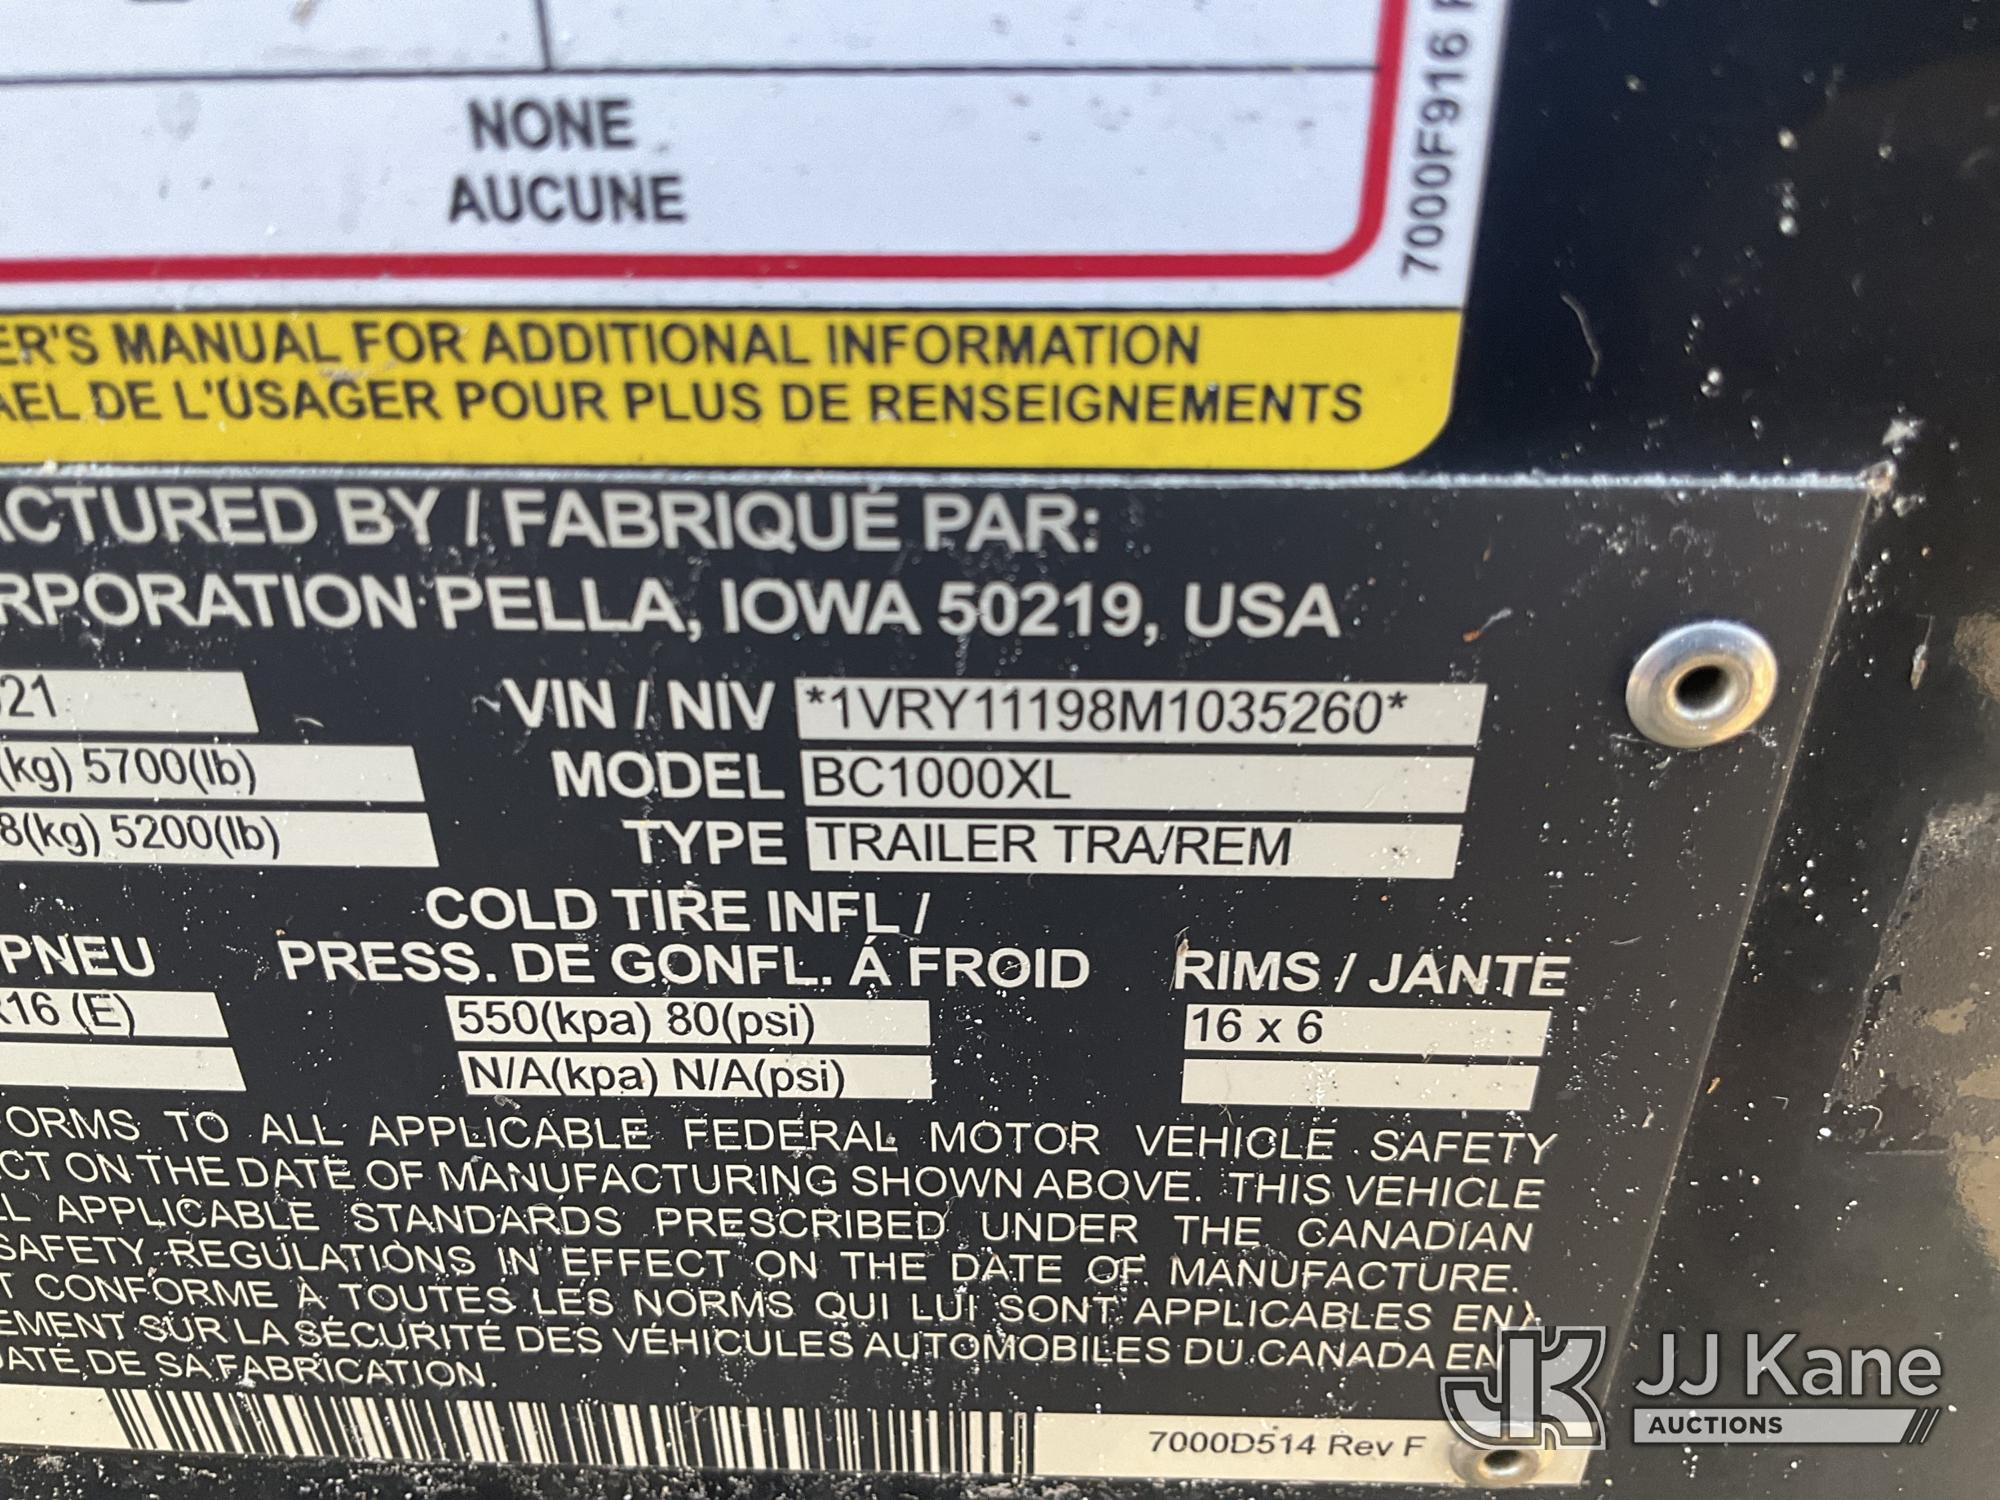 NONE
AUCUNE
7000F916
ER'S MANUAL FOR ADDITIONAL INFORMATION
DE L'USAGER POUR PLUS DE RENSEIGNEMENTS
ACTURED BY / FABRIQUÉ PAR:
RPORATION PELLA, IOWA 50219, USA
21 VIN / NIV *1VRY11198M1035260*
(kg) 5700(lb) MODEL BC1000XL
8(kg) 5200(lb) TYPE TRAILER TRA/REM
COLD TIRE INFL /
PNEU PRESS. DE GONFL. Á FROID RIMS / JANTE
R16 (E) 550(kpa) 80(psi) 16 x 6
N/A(kpa) N/A(psi)
ORMS TO ALL APPLICABLE FEDERAL MOTOR VEHICLE SAFETY
CT ON THE DATE OF MANUFACTURING SHOWN ABOVE. THIS VEHICLE
LL APPLICABLE STANDARDS PRESCRIBED UNDER THE CANADIAN
SAFETY REGULATIONS IN EFFECT ON THE DATE OF MANUFACTURE.
T CONFORME À TOUTES LES NORMS QUI LUI SONT APPLICABLES EN
EMENT SUR LA SÉCURITÉ DES VÉHICULES AUTOMOBILES DU CANADA EN
DATE DE SA FABRICATION.
7000D514 Rev F
JK JJ Kane
AUCTIONS